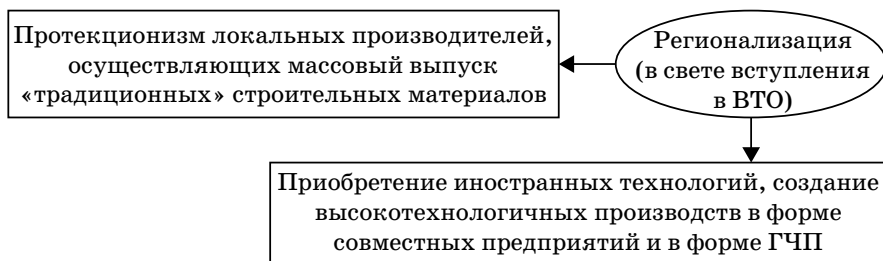 Протекционизм локальных производителей,
осуществляющих массовый выпуск
«традиционных» строительных материалов
Регионализация
(в свете вступления
в ВТО)
Приобретение иностранных технологий, создание
высокотехнологичных производств в форме
совместных предприятий и в форме ГЧП